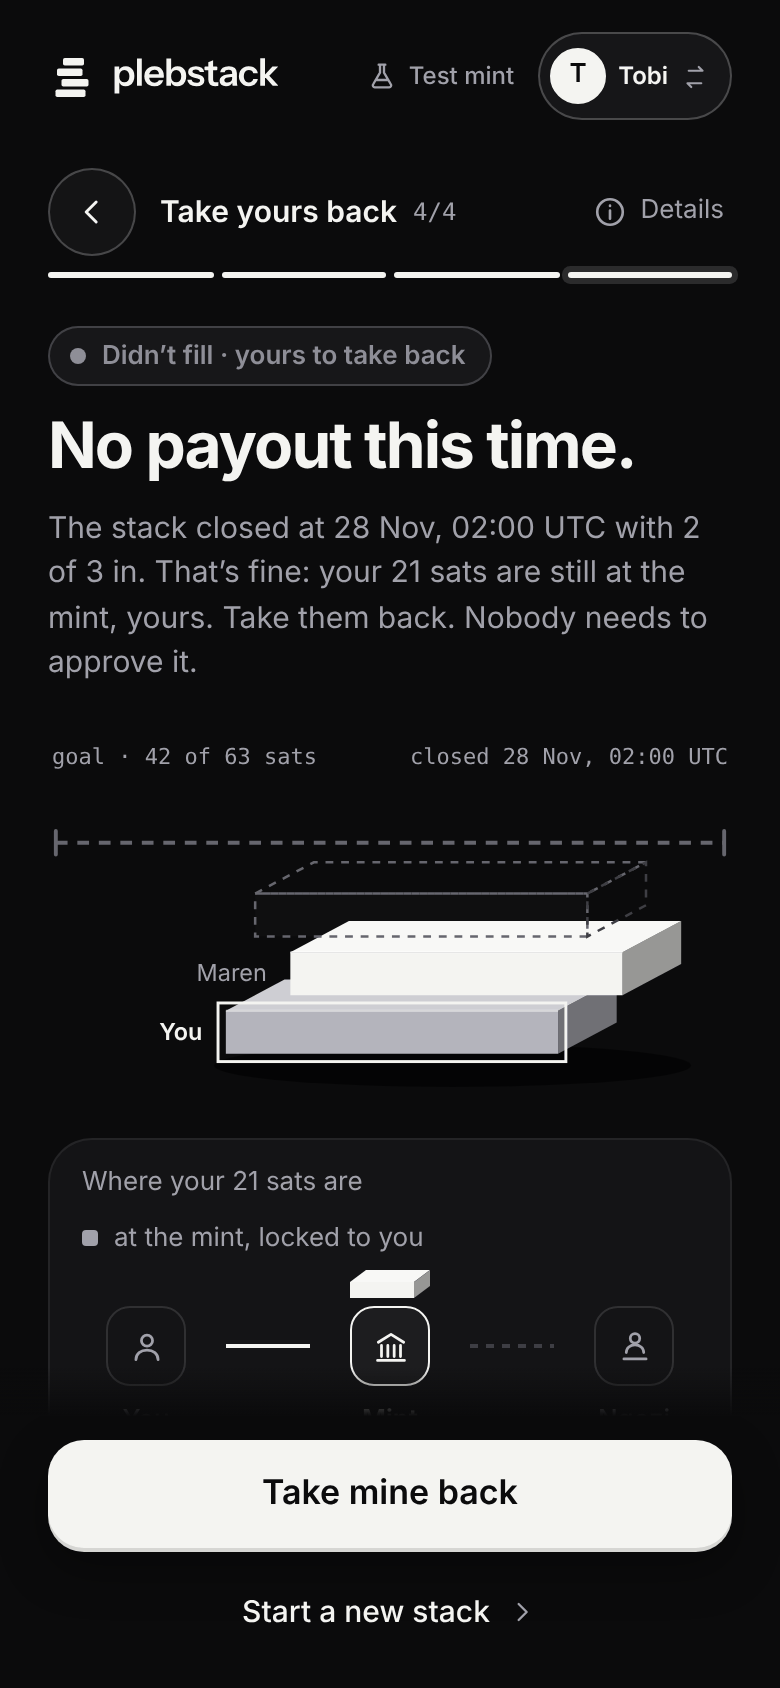 plebstack
Test mint
T
Tobi
Take yours back 4/4
Details
Didn’t fill · yours to take back
No payout this time.
The stack closed at 28 Nov, 02:00 UTC with 2
of 3 in. That’s fine: your 21 sats are still at the
mint, yours. Take them back. Nobody needs to
approve it.
goal · 42 of 63 sats
closed 28 Nov, 02:00 UTC
Maren
You
Where your 21 sats are
at the mint, locked to you
Take mine back
Start a new stack